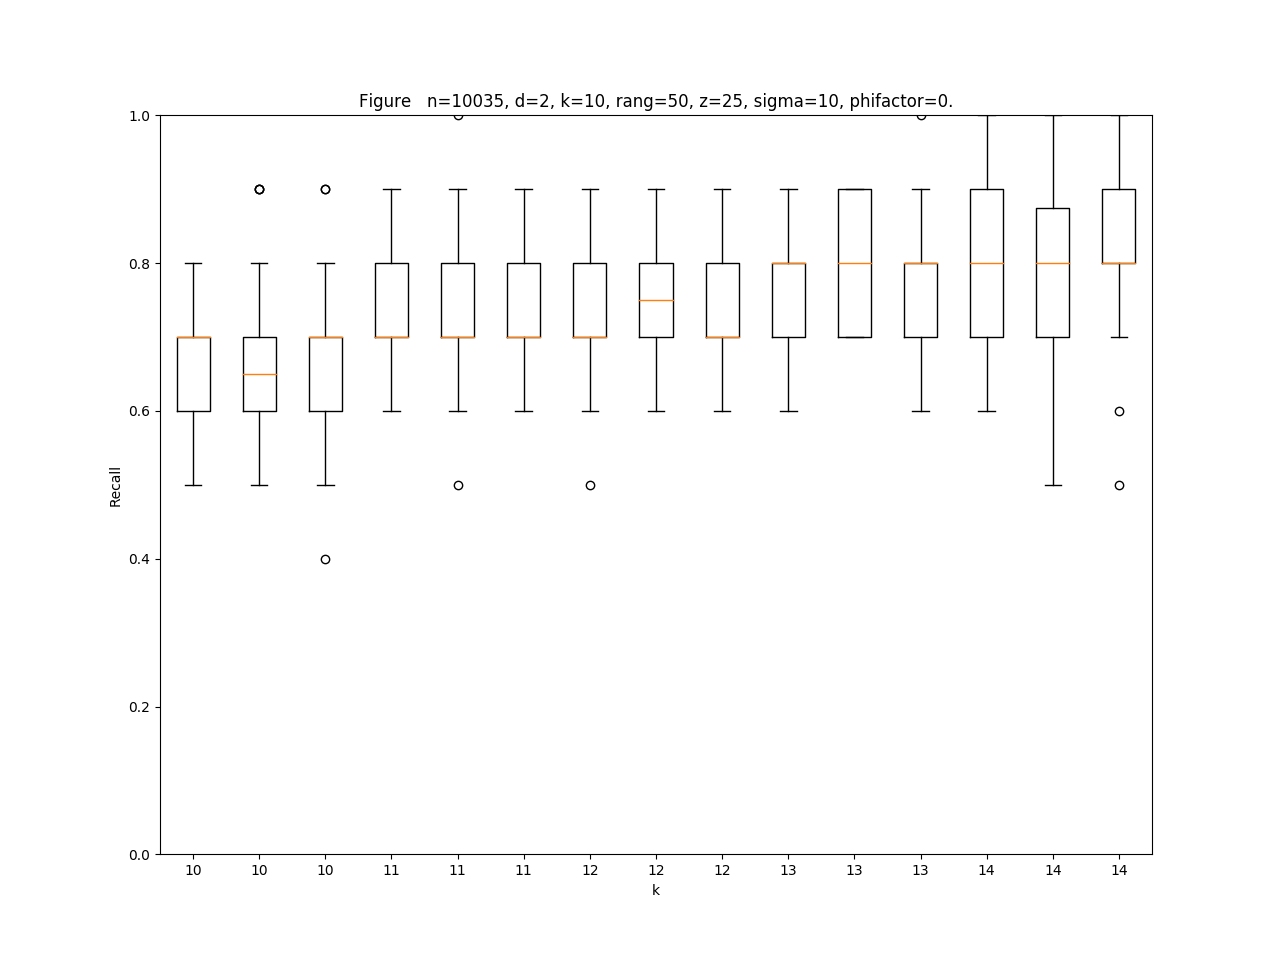 Figure   n=10035, d=2, k=10, rang=50, z=25, sigma=10, phifactor=0.
1.0
0.8
0.6
0.4
0.2
0.0
Recall
10 10 10 11 11 11 12 12 12 13 13 13 14 14 14
k